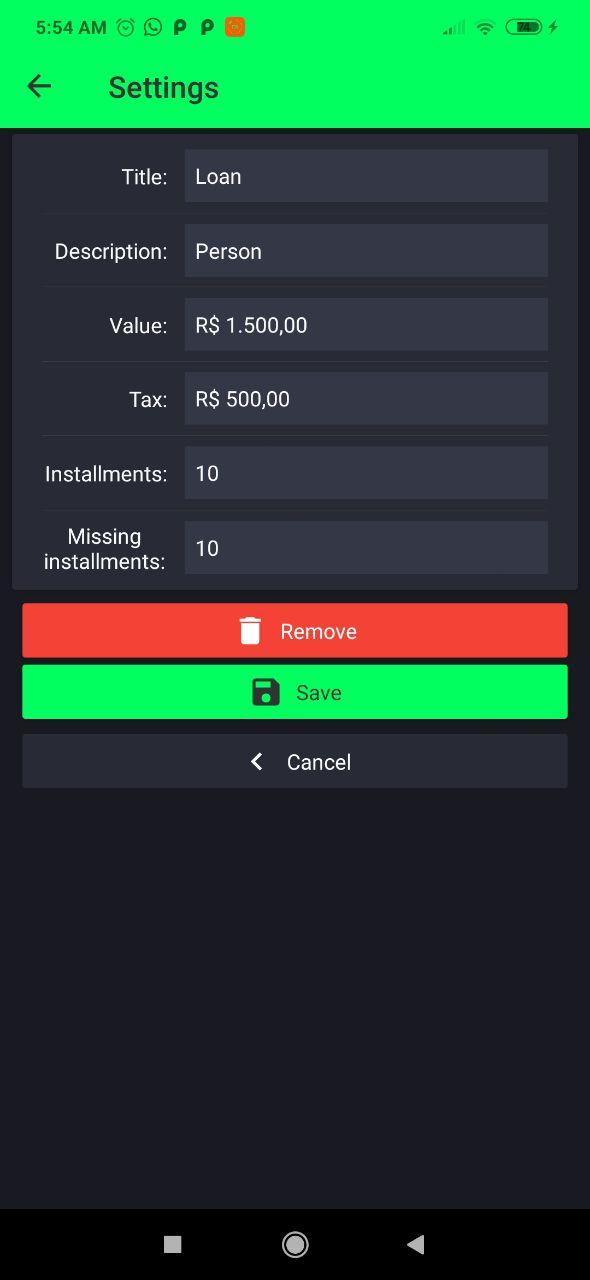 5:54 AM
74
Settings
Title: Loan
Description: Person
Value: R$ 1.500,00
Tax: R$ 500,00
Installments: 10
Missing
installments: 10
Remove
Save
Cancel